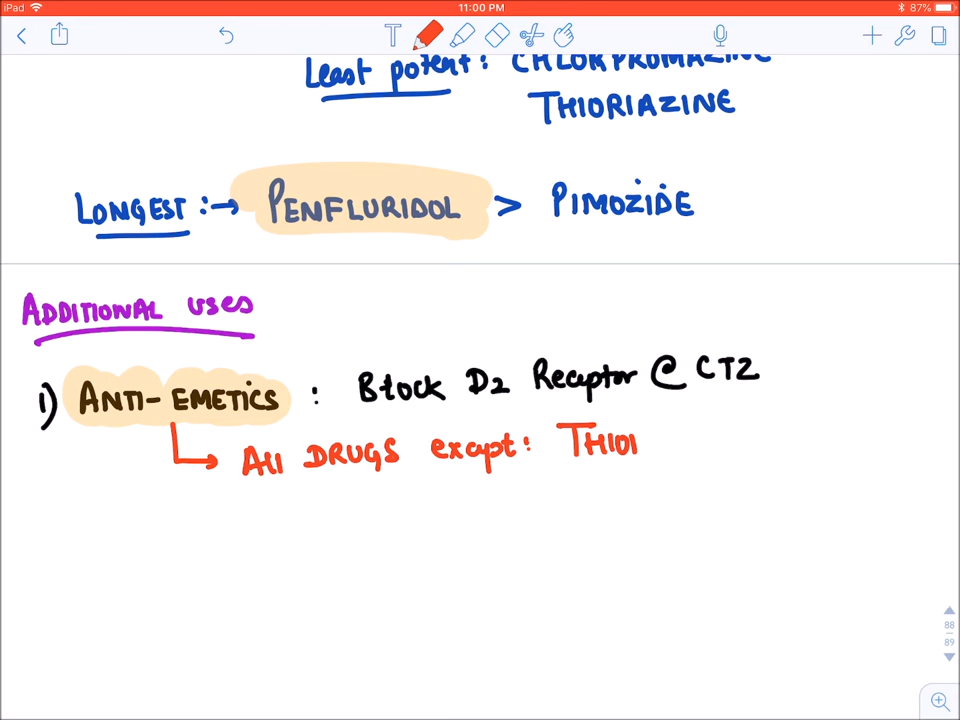 iPad 11:00 PM 87%
T
Least potent: CHLORPROMAZINE
THIORIAZINE
LONGEST :→ PENFLURIDOL > PIMOZIDE
ADDITIONAL USES
1) ANTI-EMETICS : Block D2 Receptor @ CTZ
↳ All DRUGS except: THIOI
88
89